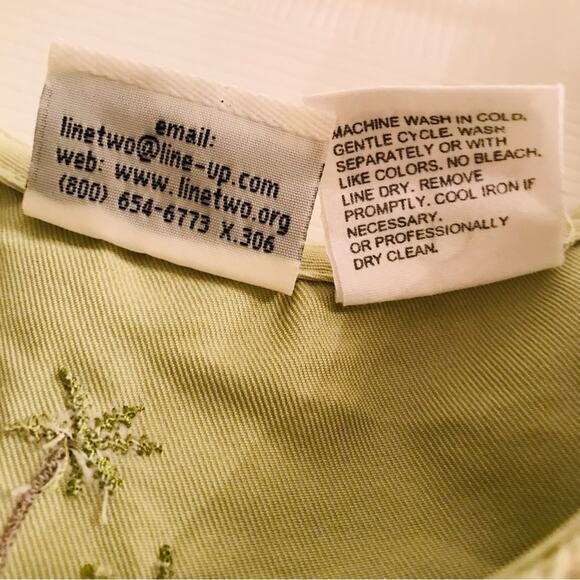 email:
linetwo@line-up.com
web: www.linetwo.org
(800) 654-6773 X.306
MACHINE WASH IN COLD.
GENTLE CYCLE. WASH
SEPARATELY OR WITH
LIKE COLORS. NO BLEACH.
LINE DRY. REMOVE
PROMPTLY. COOL IRON IF
NECESSARY.
OR PROFESSIONALLY
DRY CLEAN.